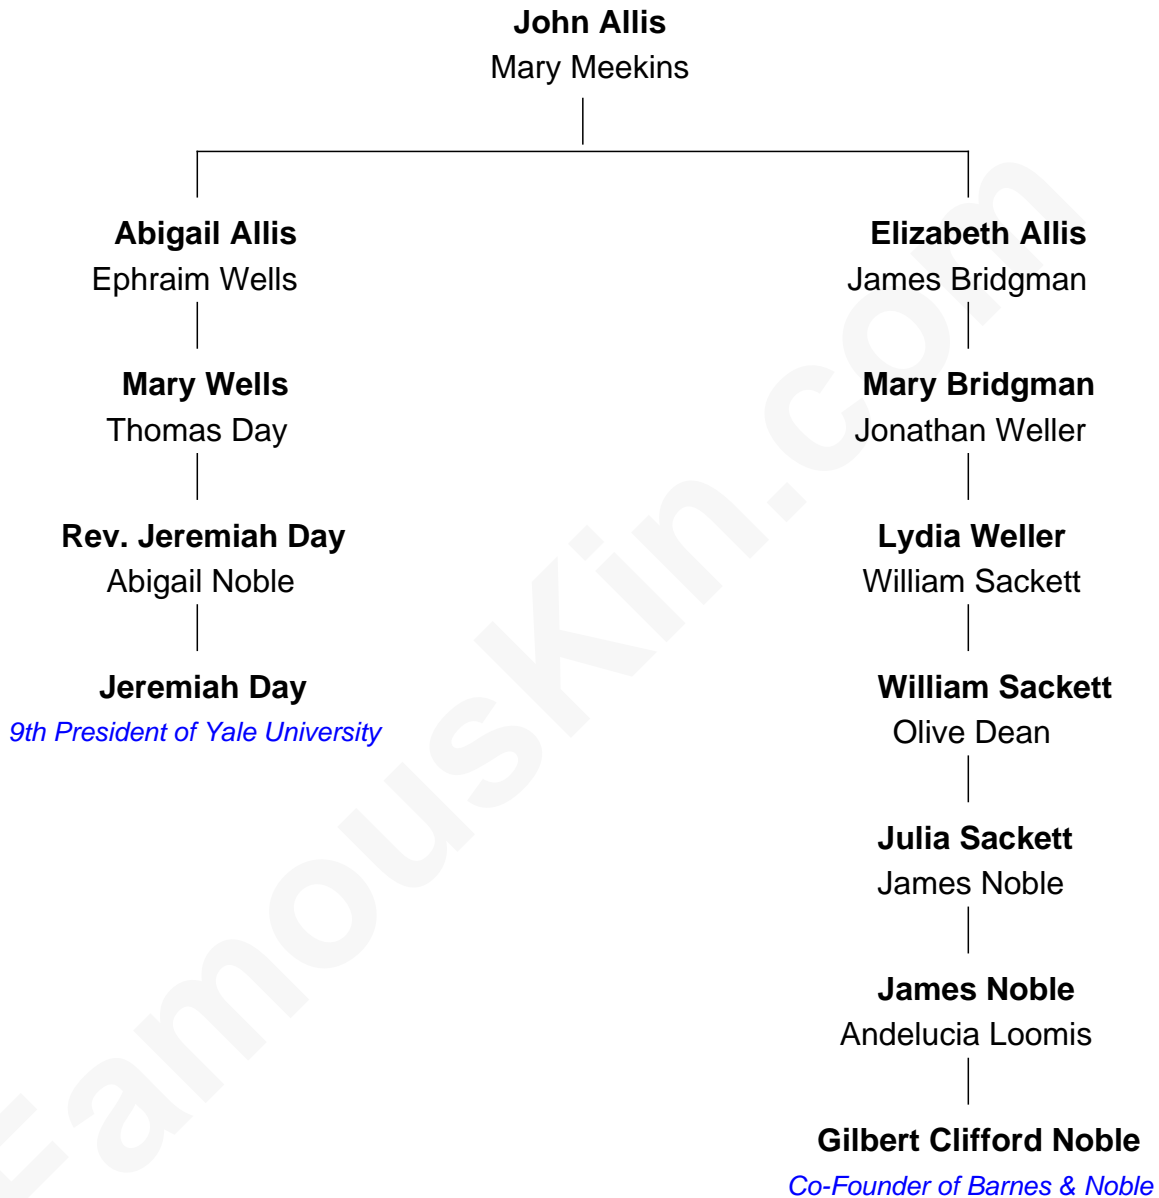 John Allis
Mary Meekins
Abigail Allis
Ephraim Wells
Mary Wells
Thomas Day
Rev. Jeremiah Day
Abigail Noble
Jeremiah Day
9th President of Yale University
Elizabeth Allis
James Bridgman
Mary Bridgman
Jonathan Weller
Lydia Weller
William Sackett
William Sackett
Olive Dean
Julia Sackett
James Noble
James Noble
Andelucia Loomis
Gilbert Clifford Noble
Co-Founder of Barnes & Noble
FamousKin.com